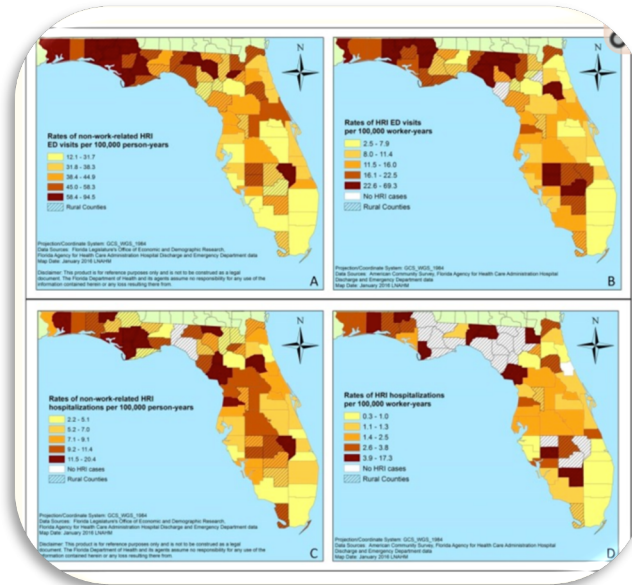 N
Rates of non-work-related HRI
ED visits per 100,000 person-years
12.1 - 31.7
31.8 - 38.3
38.4 - 44.9
45.0 - 58.3
58.4 - 94.5
Rural Counties
Projection/Coordinate System: GCS_WGS_1984
Data Sources: Florida Legislature's Office of Economic and Demographic Research,
Florida Agency for Health Care Administration Hospital Discharge and Emergency Department data
Map Date: January 2016 LNAHM
Disclaimer: This product is for reference purposes only and is not to be construed as a legal
document. The Florida Department of Health and its agents assume no responsibility for any use of the
information contained herein or any loss resulting there from.
A
N
Rates of HRI ED visits
per 100,000 worker-years
2.5 - 7.9
8.0 - 11.4
11.5 - 16.0
16.1 - 22.5
22.6 - 69.3
No HRI cases
Rural Counties
Projection/Coordinate System: GCS_WGS_1984
Data Sources: American Community Survey, Florida Agency for Health Care Administration Hospital
Discharge and Emergency Department data
Map Date: January 2016 LNAHM
B
N
Rates of non-work-related HRI
hospitalizations per 100,000 person-years
2.2 - 5.1
5.2 - 7.0
7.1 - 9.1
9.2 - 11.4
11.5 - 20.4
No HRI cases
Rural Counties
Projection/Coordinate System: GCS_WGS_1984
Data Sources: Florida Legislature's Office of Economic and Demographic Research,
Florida Agency for Health Care Administration Hospital Discharge and Emergency Department data
Map Date: January 2016 LNAHM
Disclaimer: This product is for reference purposes only and is not to be construed as a legal
document. The Florida Department of Health and its agents assume no responsibility for any use of the
information contained herein or any loss resulting there from.
C
N
Rates of HRI hospitalizations
per 100,000 worker-years
0.3 - 1.0
1.1 - 1.3
1.4 - 2.5
2.6 - 3.8
3.9 - 17.3
No HRI cases
Rural Counties
Projection/Coordinate System: GCS_WGS_1984
Data Sources: American Community Survey, Florida Agency for Health Care Administration Hospital
Discharge and Emergency Department data
Map Date: January 2016 LNAHM
D